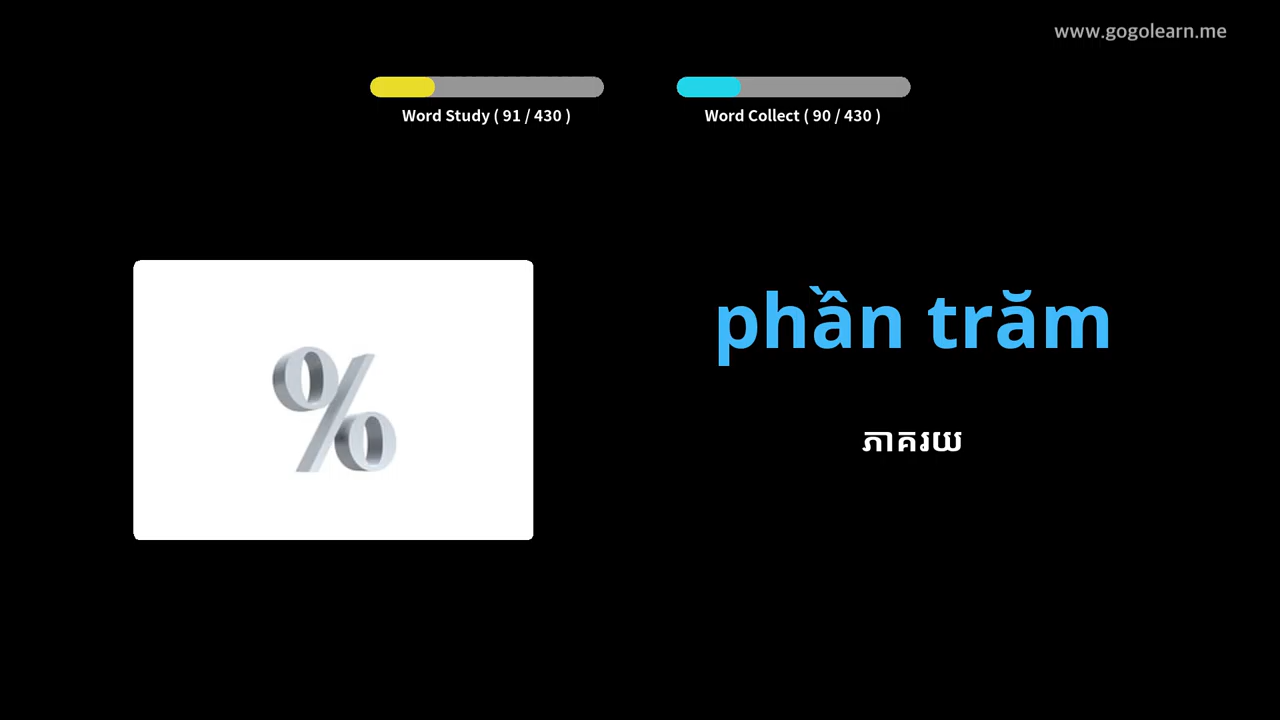 www.gogolearn.me
Word Study ( 91 / 430 )
Word Collect ( 90 / 430 )
%
phần trăm
ភាគរយ